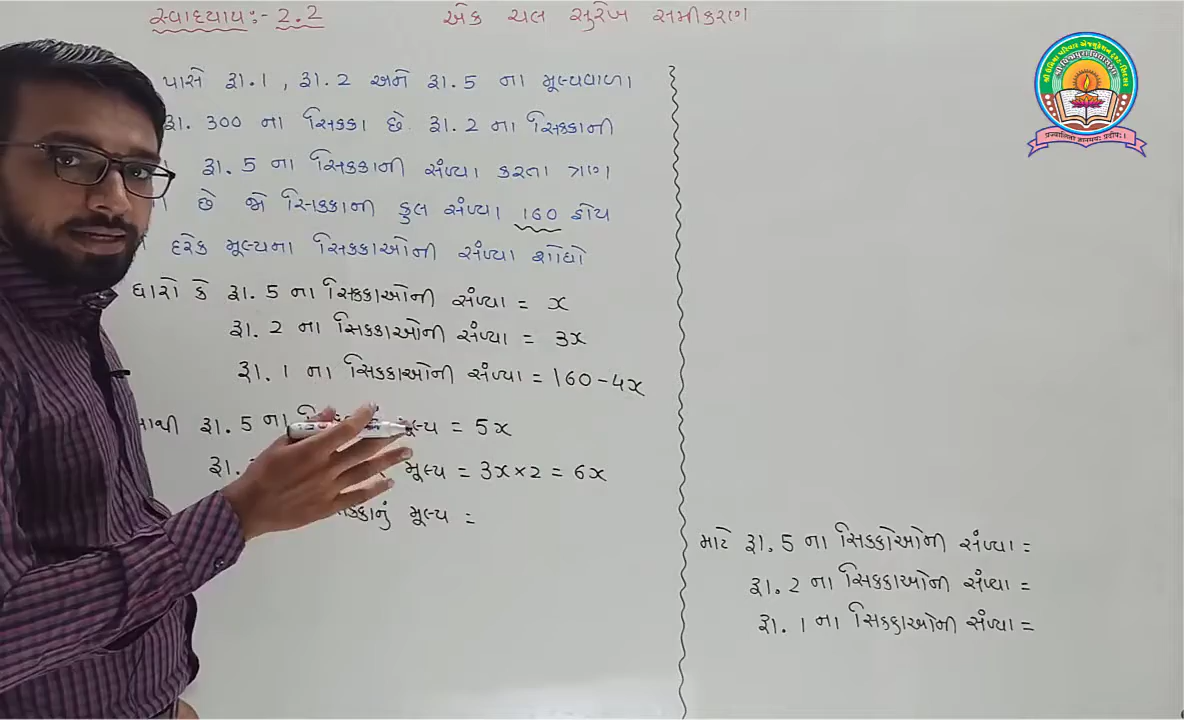 સ્વાધ્યાય:- 2.2
એક ચલ સુરેખ સમીકરણ
પાસે રૂા.1, રૂા.2 અને રૂા.5 ના મૂલ્યવાળા
રૂા. 300 ના સિક્કા છે. રૂા.2 ના સિક્કાની
રૂા. 5 ના સિક્કાની સંખ્યા કરતા ત્રણ
છે જો સિક્કાની કુલ સંખ્યા 160 હોય
દરેક મૂલ્યના સિક્કાઓની સંખ્યા શોધો
ધારો કે રૂા. 5 ના સિક્કાઓની સંખ્યા = x
રૂા. 2 ના સિક્કાઓની સંખ્યા = 3x
રૂા. 1 ના સિક્કાઓની સંખ્યા = 160-4x
રૂા. 5 ના મૂલ્ય = 5x
રૂા. મૂલ્ય = 3x×2 = 6x
મૂલ્ય =
માટે રૂા. 5 ના સિક્કાઓની સંખ્યા =
રૂા. 2 ના સિક્કાઓની સંખ્યા =
રૂા. 1 ના સિક્કાઓની સંખ્યા =